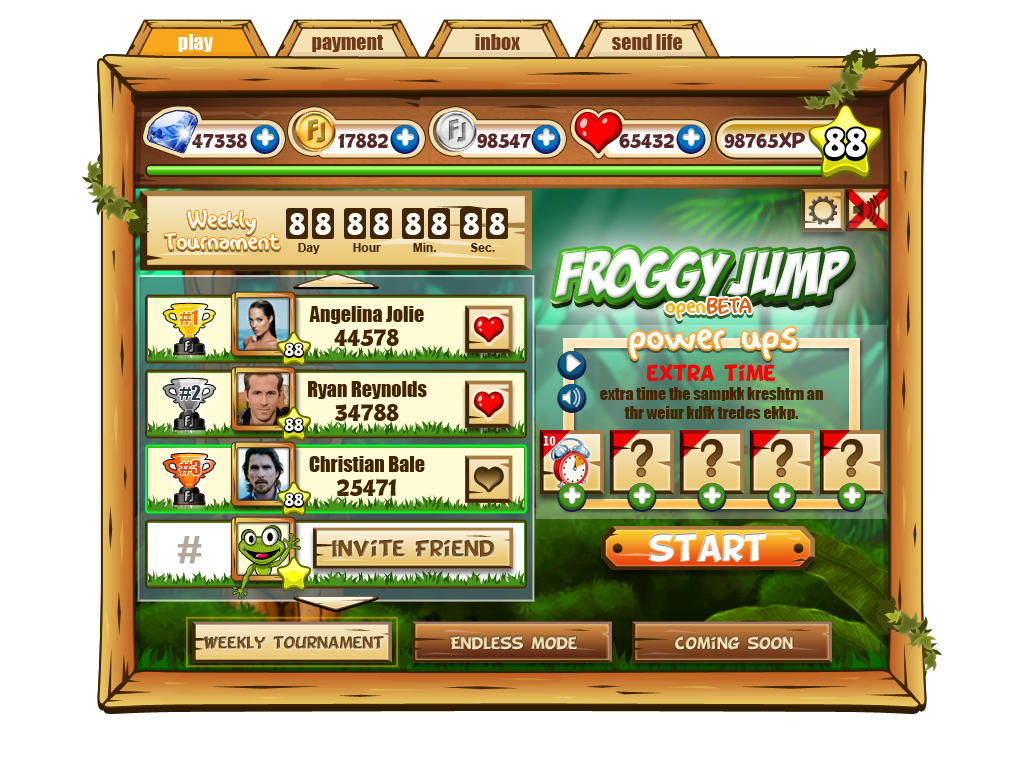 play
payment
inbox
send life
47338
FJ
17882
FJ
98547
65432
98765XP
88
Weekly
Tournament
88 88 88 88
Day Hour Min. Sec.
FROGGY JUMP
openBETA
#1
Angelina Jolie
44578
88
#2
Ryan Reynolds
34788
88
#3
Christian Bale
25471
88
#
INVITE FRIEND
power ups
EXTRA TIME
extra time the sampkk kreshtrn an
thr weiur kdfk tredes ekkp.
10
? ? ? ?
START
WEEKLY TOURNAMENT
ENDLESS MODE
COMING SOON